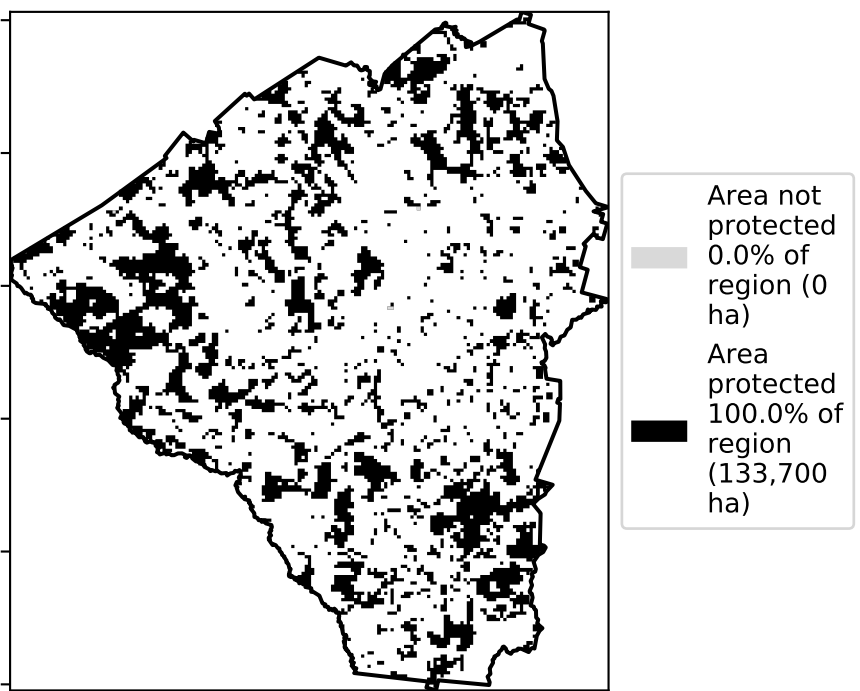 Area not
protected
0.0% of
region (0
ha)
Area
protected
100.0% of
region
(133,700
ha)